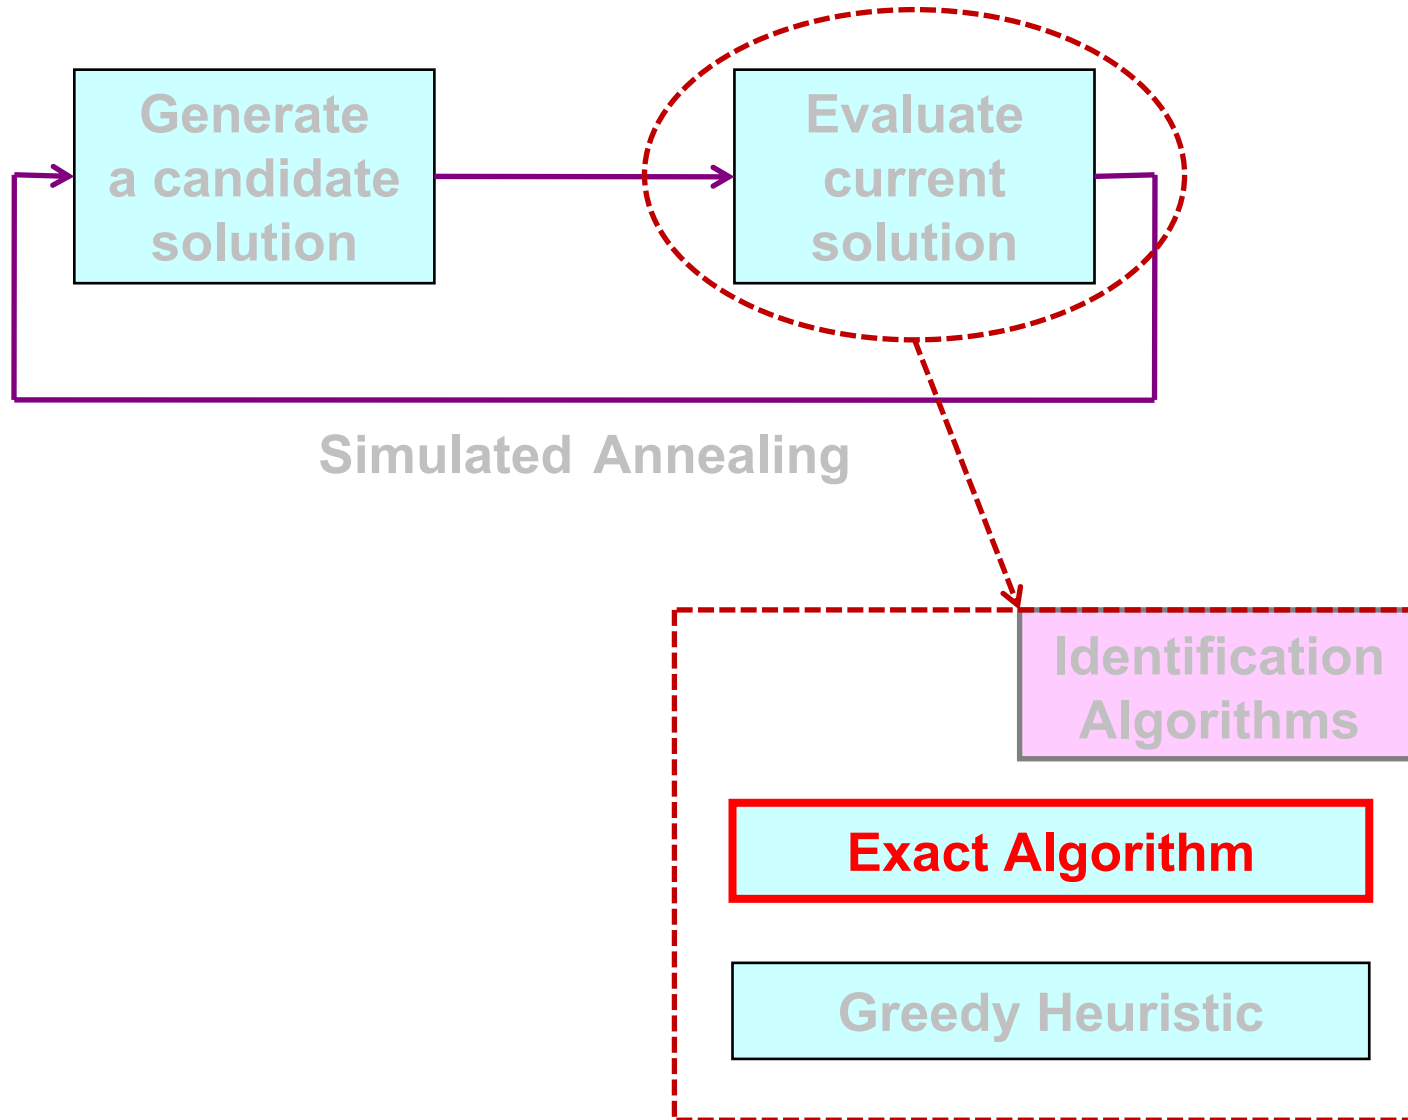 Generate
a candidate
solution
Evaluate
current
solution
Simulated Annealing
Identification
Algorithms
Exact Algorithm
Greedy Heuristic